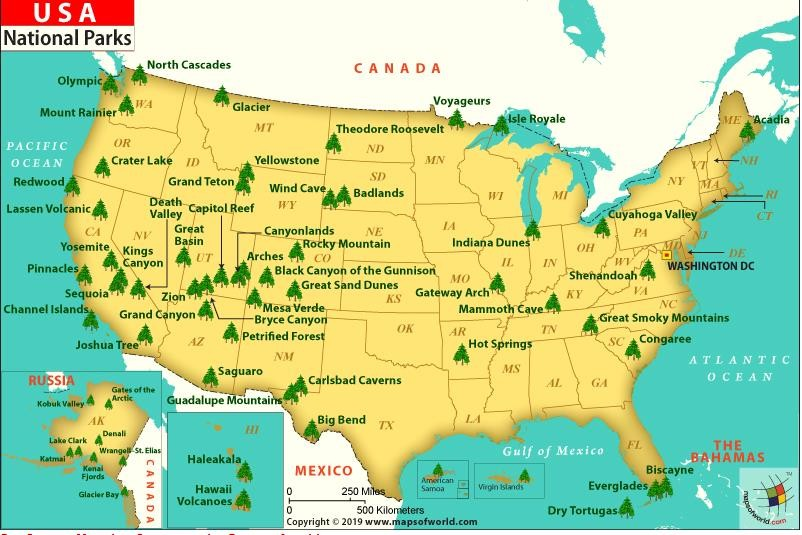 USA
National Parks
CANADA
North Cascades
Olympic
Mount Rainier
WA
Glacier
Voyageurs
Isle Royale
Acadia
ME
MT
Theodore Roosevelt
ND
MN
OR
PACIFIC
OCEAN
Crater Lake
ID
Yellowstone
VT
NH
Redwood
Grand Teton
SD
WI
MI
NY
MA
Wind Cave
Badlands
RI
CT
Lassen Volcanic
Death
Valley
Capitol Reef
WY
Cuyahoga Valley
CA
NV
Great
Basin
UT
Canyonlands
NE
IA
Indiana Dunes
OH
PA
NJ
Yosemite
Kings
Canyon
Rocky Mountain
CO
Arches
MD
DE
IL
IN
WV
WASHINGTON DC
Pinnacles
Black Canyon of the Gunnison
Shenandoah
Sequoia
Zion
Great Sand Dunes
MO
Gateway Arch
KS
KY
VA
Channel Islands
Grand Canyon
Mesa Verde
Bryce Canyon
Mammoth Cave
NC
Great Smoky Mountains
Joshua Tree
AZ
Petrified Forest
NM
OK
AR
TN
SC
Congaree
Hot Springs
ATLANTIC
OCEAN
Saguaro
Carlsbad Caverns
MS
AL
GA
Guadalupe Mountains
RUSSIA
Gates of the
Arctic
Kobuk Valley
AK
Big Bend
TX
LA
FL
HI
Denali
Lake Clark
Wrangell-St. Elias
Katmai
Kenai
Fjords
Glacier Bay
CANADA
Haleakala
Hawaii
Volcanoes
MEXICO
Gulf of Mexico
THE
BAHAMAS
American
Samoa
Virgin Islands
Biscayne
Everglades
Dry Tortugas
0 250 Miles
0 500 Kilometers
Copyright © 2019 www.mapsofworld.com
mapsofworld.com
TM